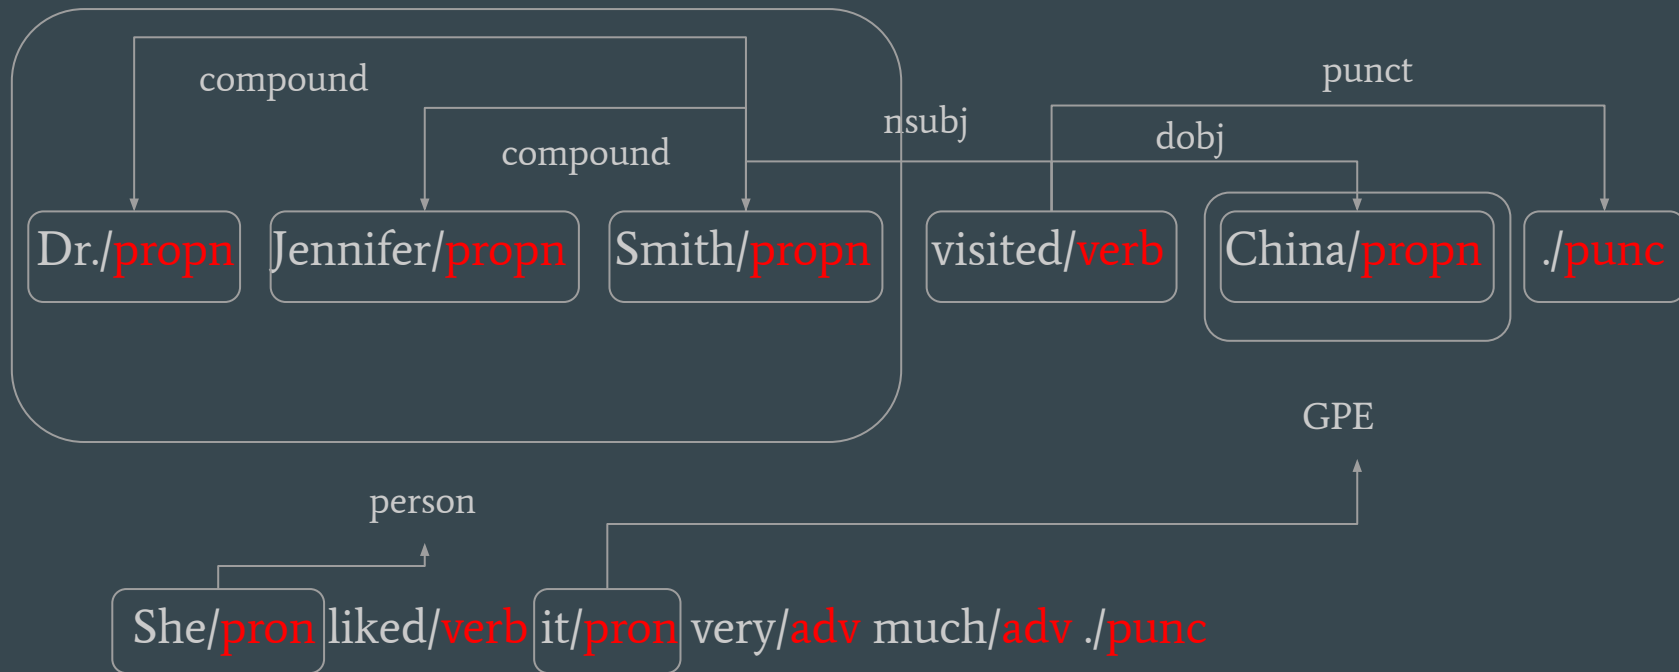 punct
compound
nsubj
dobj
compound
Dr./propn Jennifer/propn Smith/propn visited/verb China/propn ./punc
GPE
person
She/pron liked/verb it/pron very/adv much/adv ./punc